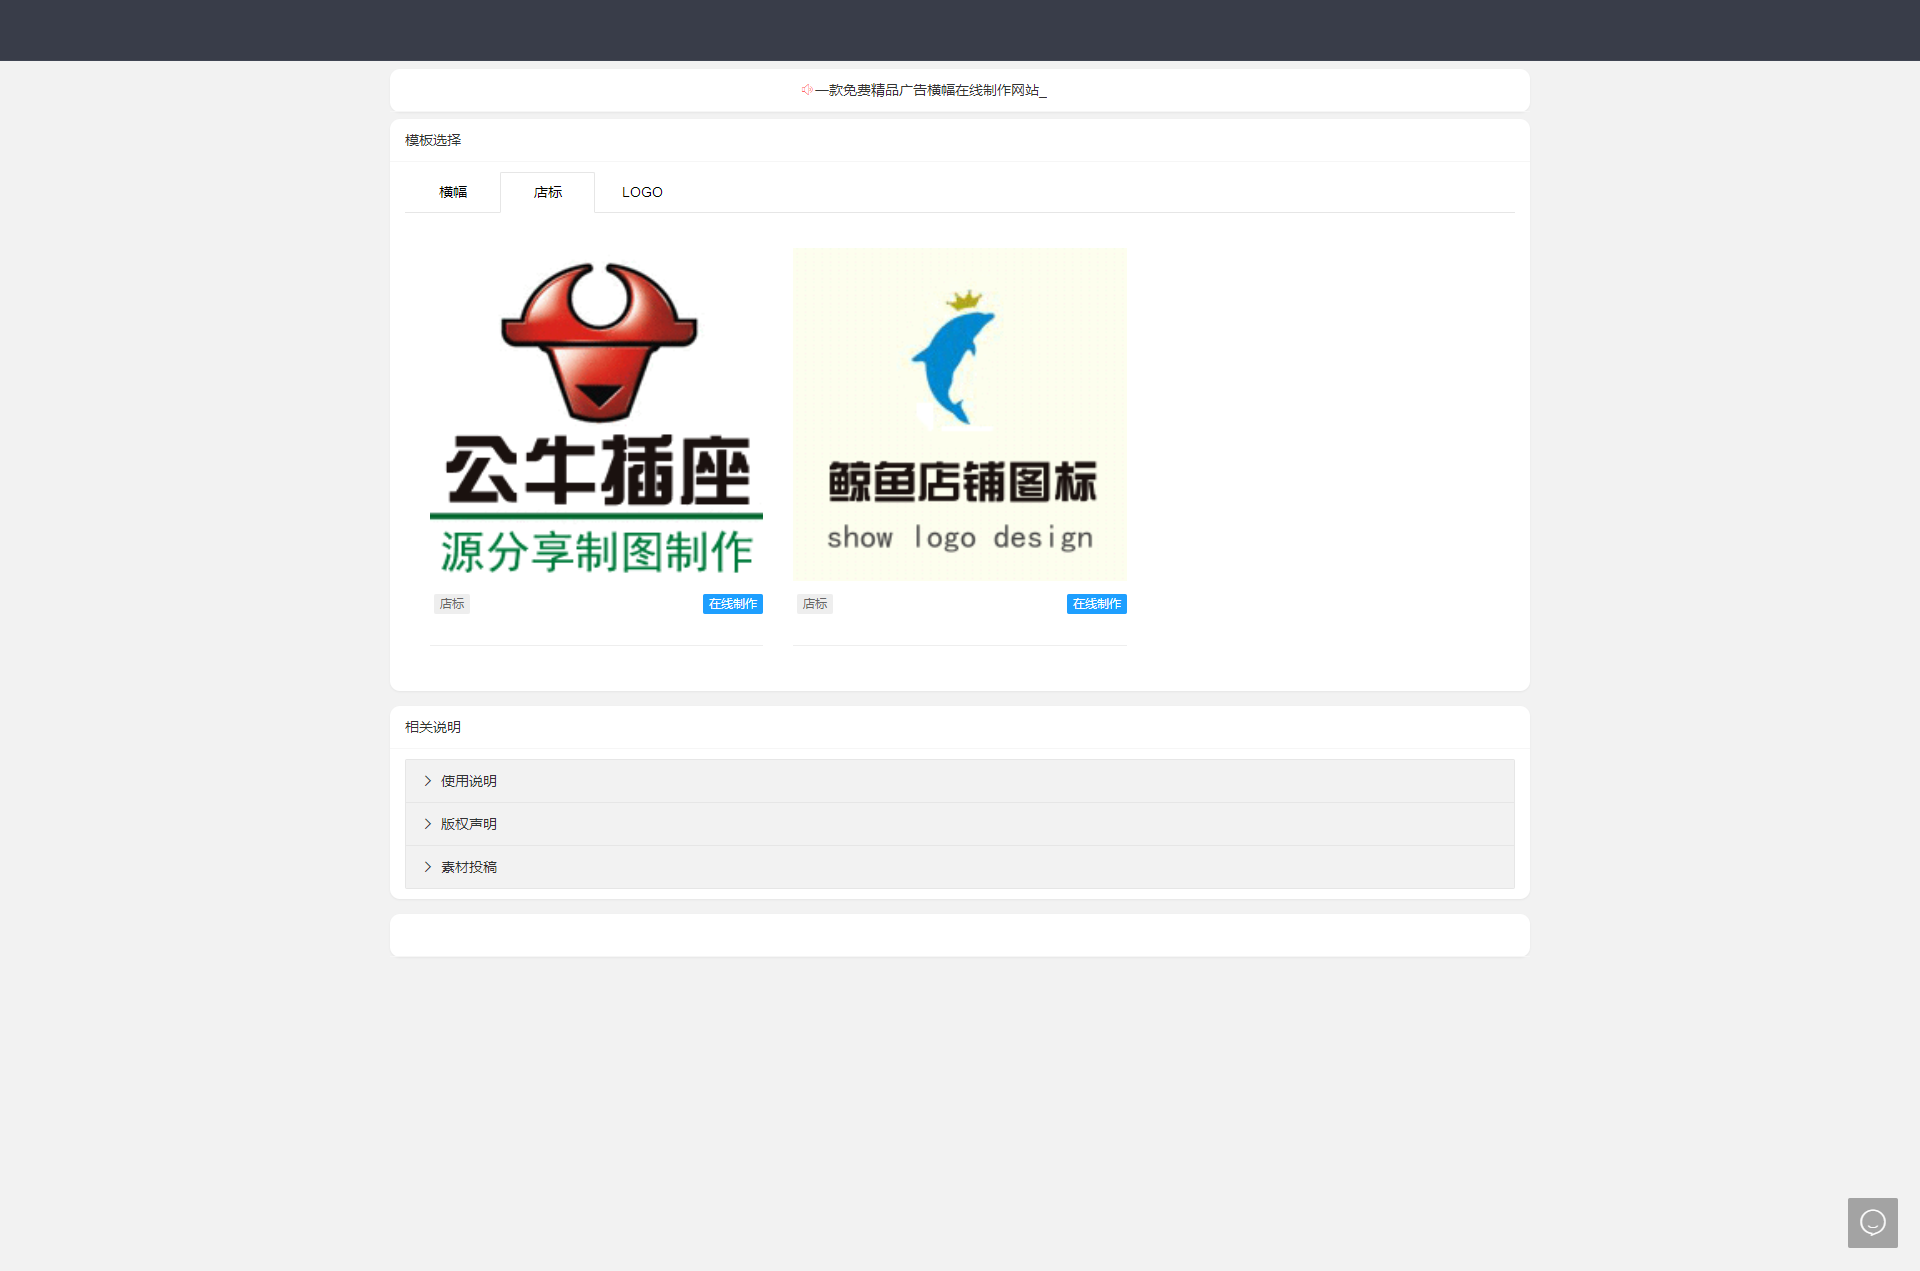 一款免费精品广告横幅在线制作网站_
模板选择
横幅 店标 LOGO
公牛插座
源分享制图制作
鲸鱼店铺图标
show logo design
店标 在线制作 店标 在线制作
相关说明
使用说明
版权声明
素材投稿